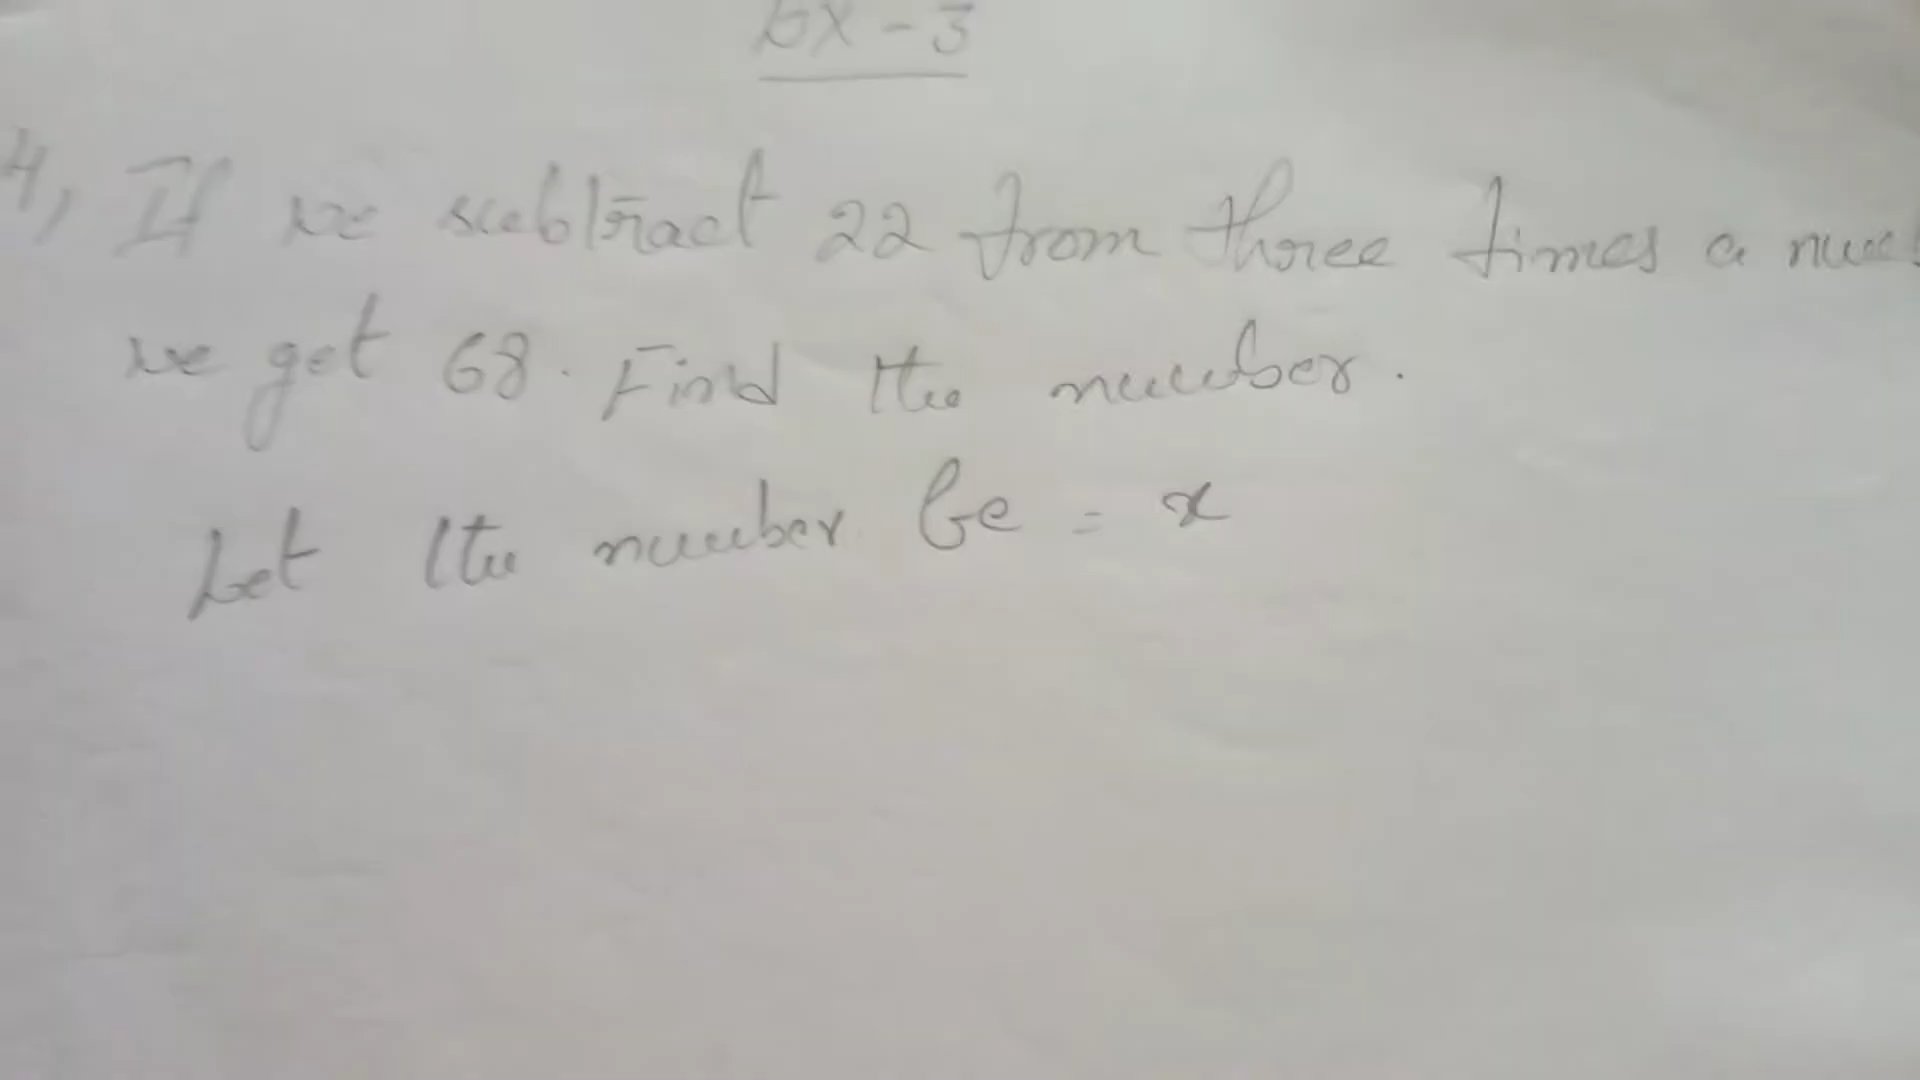 6x - 3
4, If we subtract 22 from three times a
we get 68. Find the number.
Let the number be = x